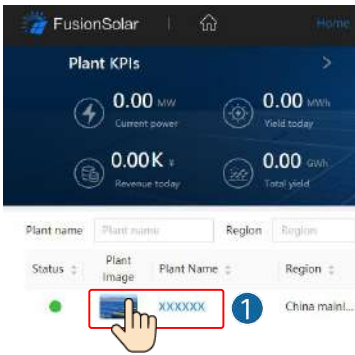 FusionSolar Home
Plant KPIs >
0.00 MW 0.00 MWh
Current power Yield today
0.00K ¥ 0.00 GWh
Revenue today Total yield
Plant name Plant name Region Region
Status Plant Image Plant Name Region
XXXXXX 1 China mainl...